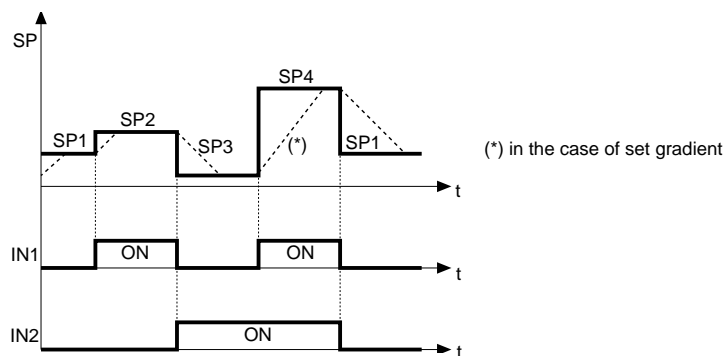 SP
SP4
SP2
SP1
SP3
(*)
SP1
(*) in the case of set gradient
t
IN1
ON
ON
t
IN2
ON
t